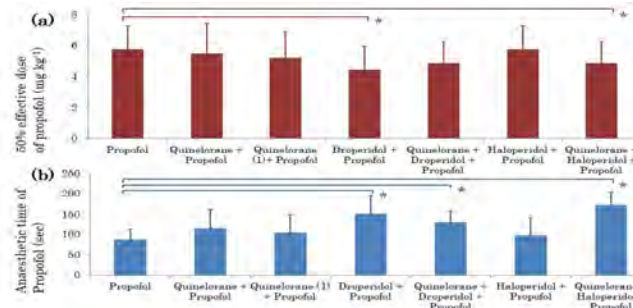 (a)
50% effective dose
of propofol (mg kg⁻¹)
8
6
4
2
0
*
*
Propofol
Quinelorane +
Propofol
Quinelorane
(1)+ Propofol
Droperidol +
Propofol
Quinelorane +
Droperidol +
Propofol
Haloperidol +
Propofol
Quinelorane +
Haloperidol +
Propofol
(b)
Anaesthetic time of
Propofol (sec)
250
200
150
100
50
0
*
*
*
Propofol
Quinelorane +
Propofol
Quinelorane (1)
+ Propofol
Droperidol +
Propofol
Quinelorane +
Droperidol +
Propofol
Haloperidol +
Propofol
Quinelorane
Haloperidol
Propofol